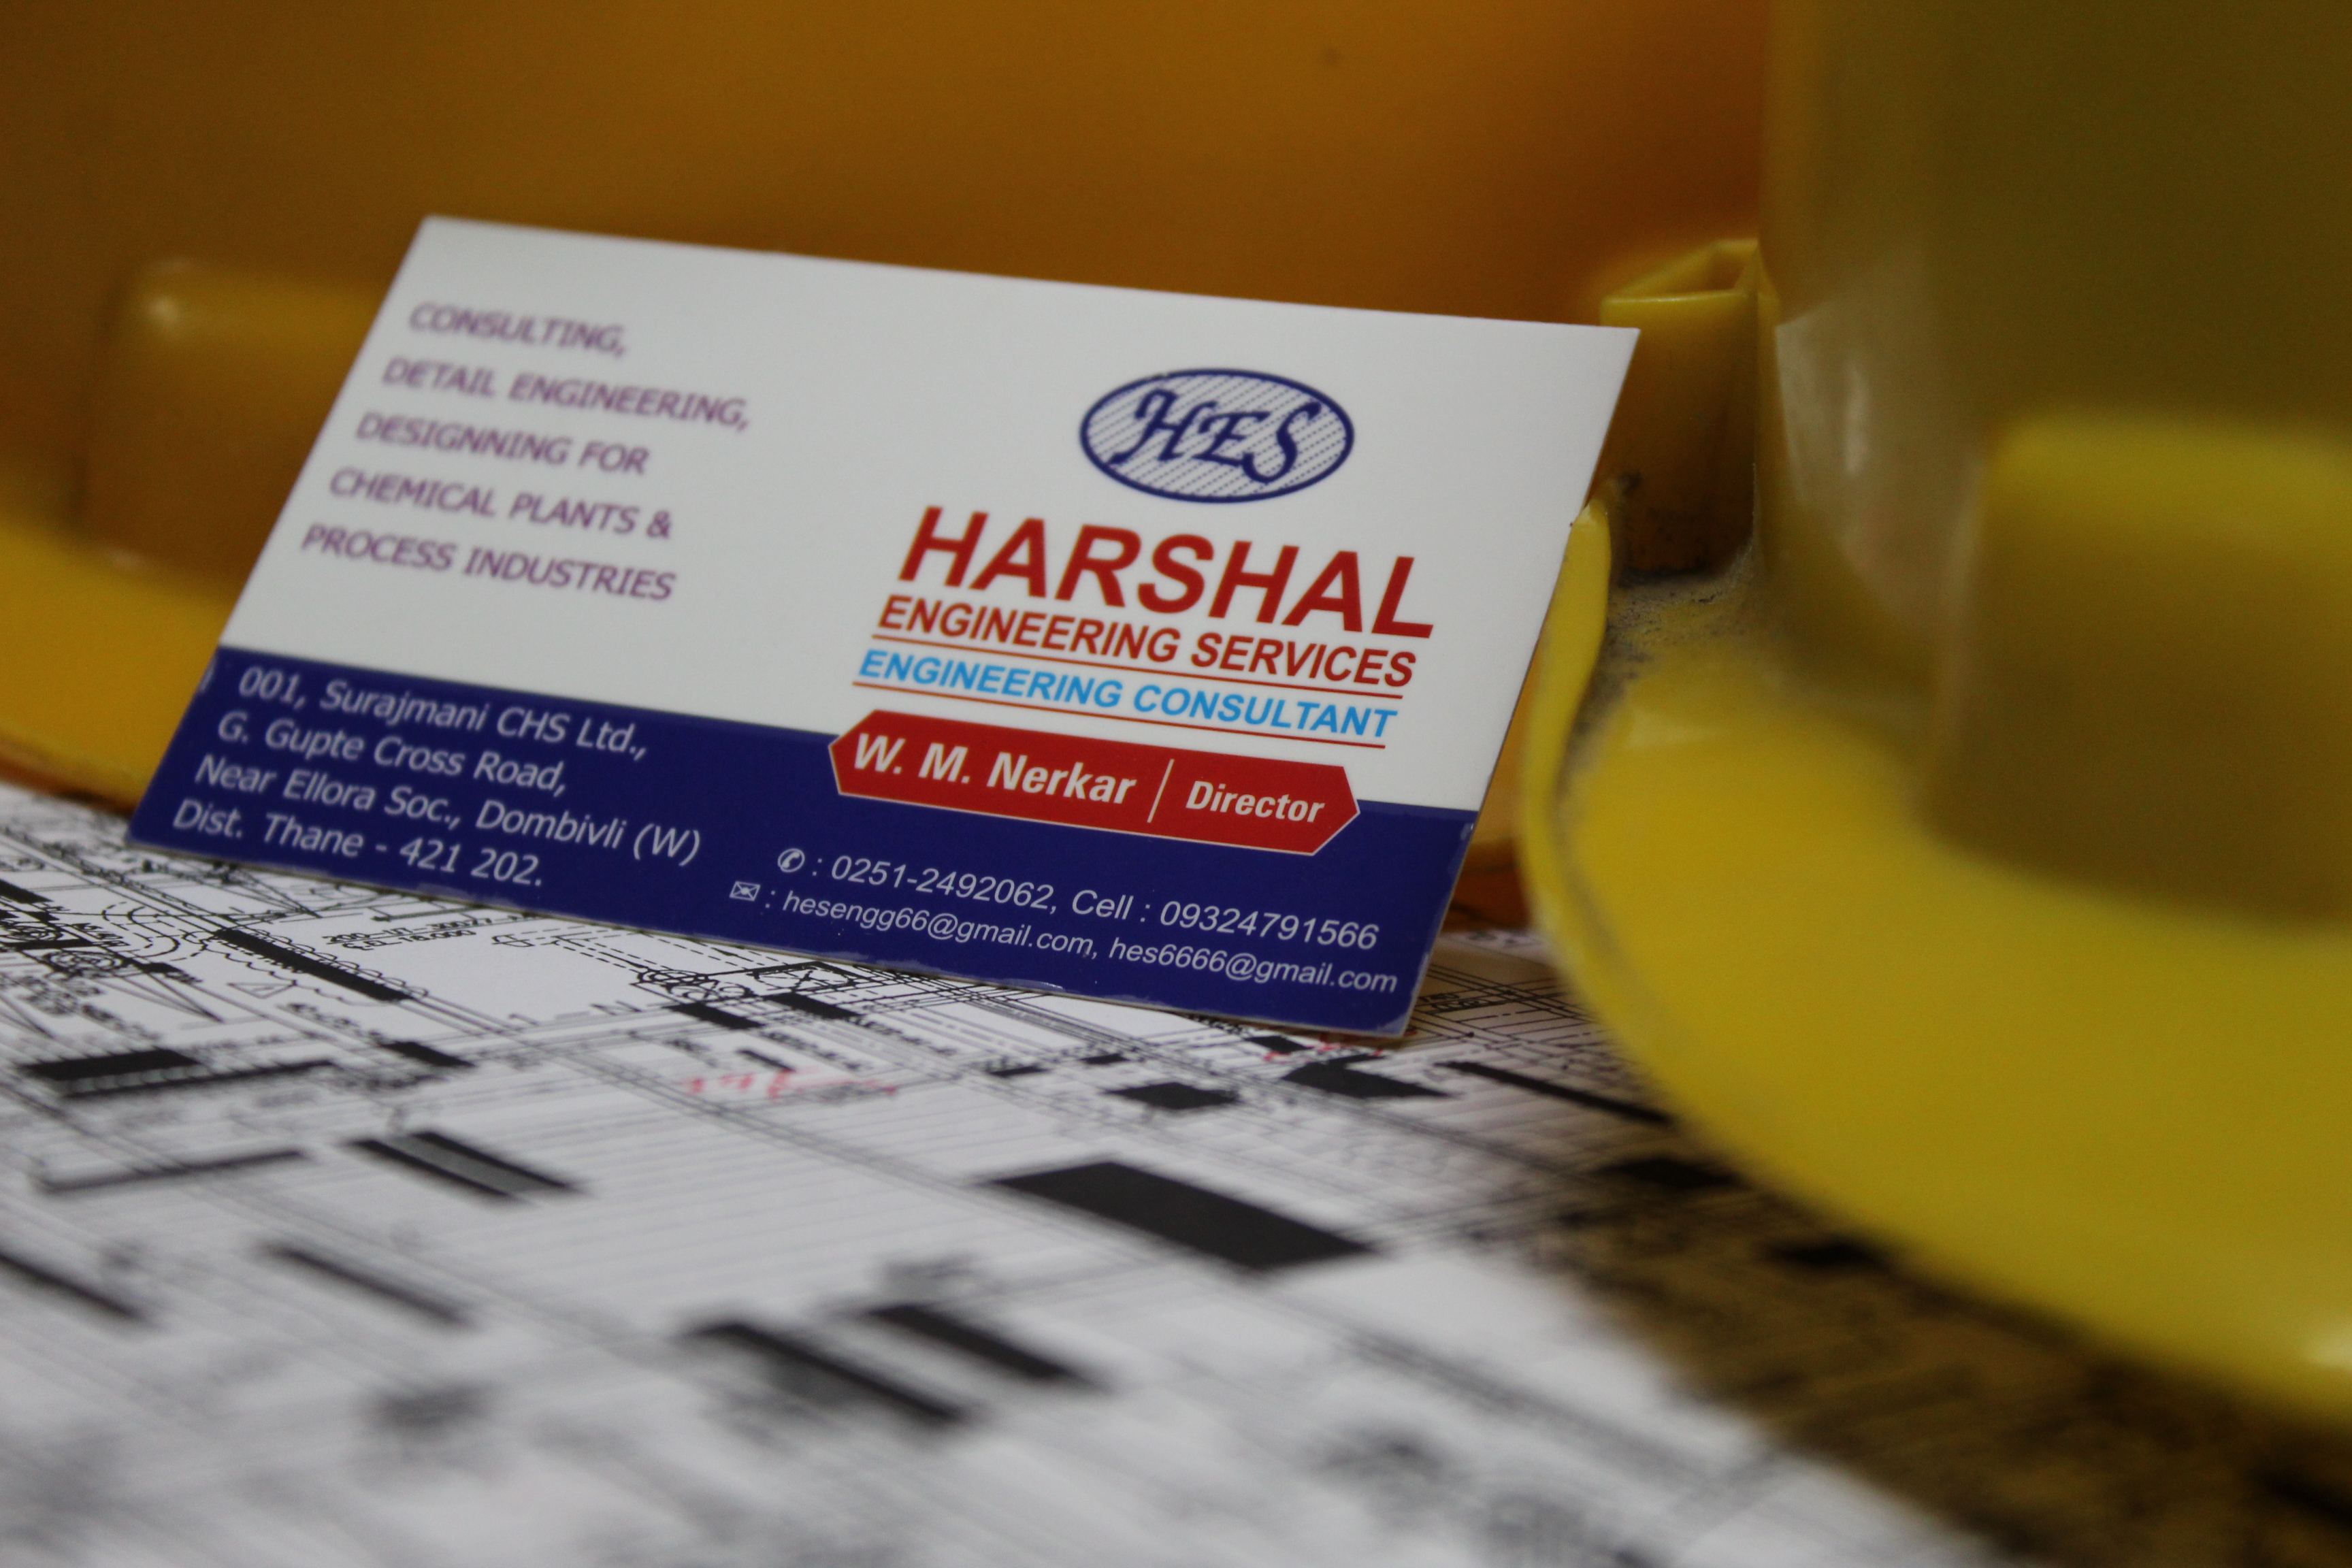 CONSULTING,
DETAIL ENGINEERING,
DESIGNNING FOR
CHEMICAL PLANTS &
PROCESS INDUSTRIES
HES
HARSHAL
ENGINEERING SERVICES
ENGINEERING CONSULTANT
W. M. Nerkar | Director
001, Surajmani CHS Ltd.,
G. Gupte Cross Road,
Near Ellora Soc., Dombivli (W)
Dist. Thane - 421 202.
✆ : 0251-2492062, Cell : 09324791566
✉ : hesengg66@gmail.com, hes6666@gmail.com